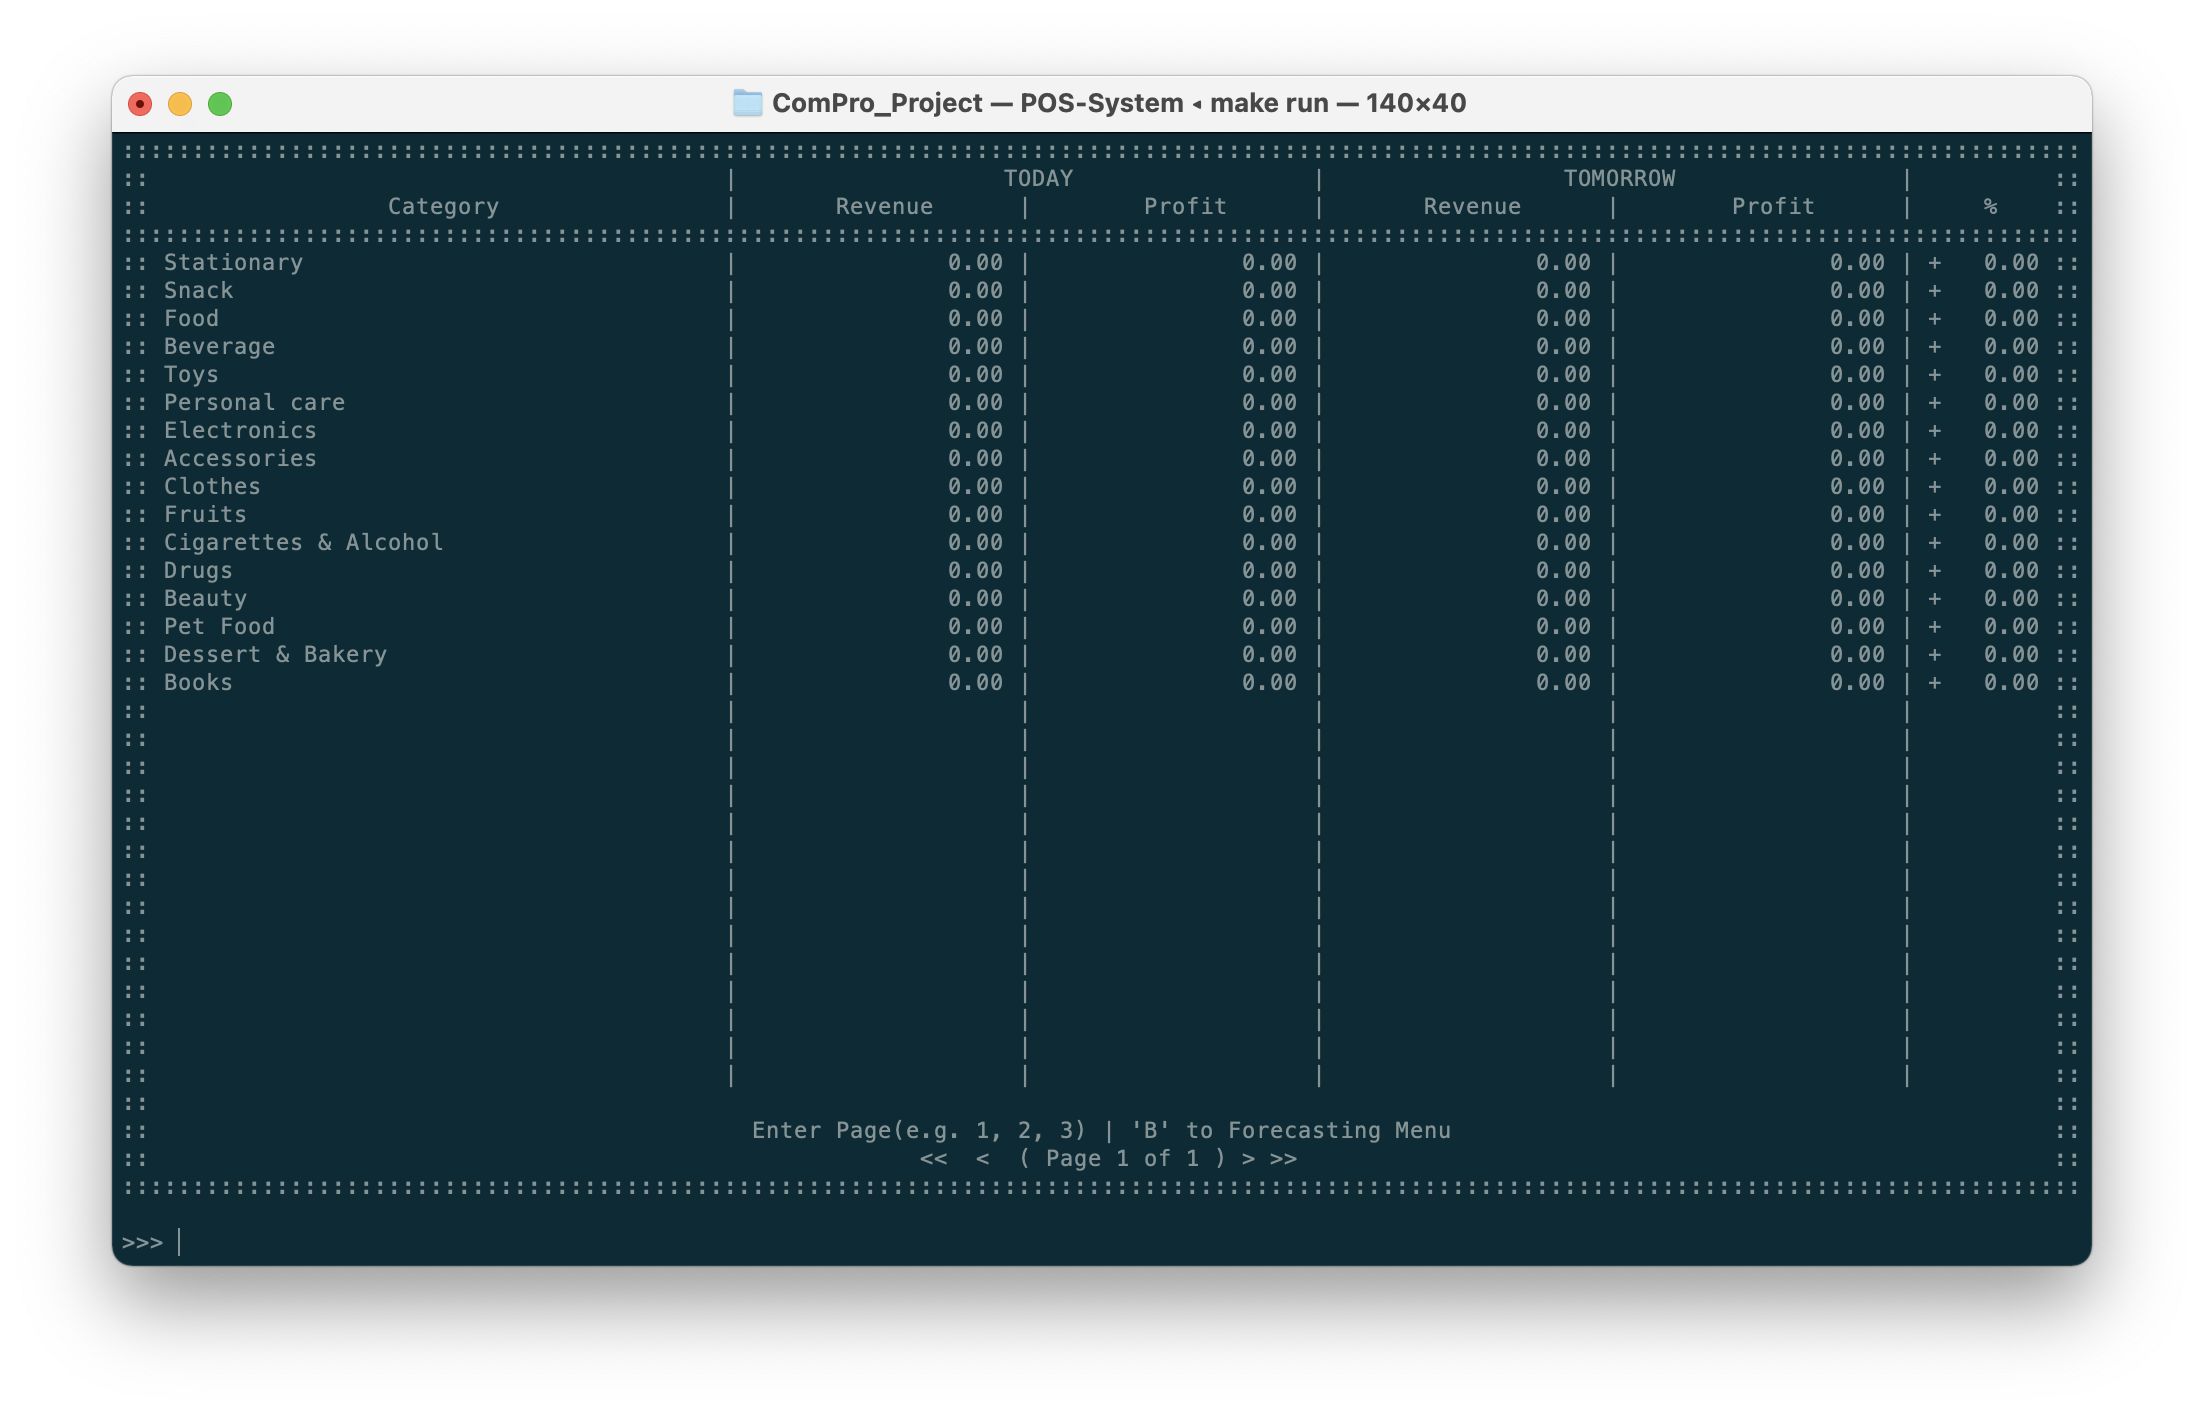 ComPro_Project — POS-System ◂ make run — 140×40
::::::::::::::::::::::::::::::::::::::::::::::::::::::::::::::::::::::::::::::::::::::::::::::::::::::::::::::::::::::::::::::::::::::::::::
:: | TODAY | TOMORROW | ::
:: Category | Revenue | Profit | Revenue | Profit | % ::
::::::::::::::::::::::::::::::::::::::::::::::::::::::::::::::::::::::::::::::::::::::::::::::::::::::::::::::::::::::::::::::::::::::::::::
:: Stationary | 0.00 | 0.00 | 0.00 | 0.00 | + 0.00 ::
:: Snack | 0.00 | 0.00 | 0.00 | 0.00 | + 0.00 ::
:: Food | 0.00 | 0.00 | 0.00 | 0.00 | + 0.00 ::
:: Beverage | 0.00 | 0.00 | 0.00 | 0.00 | + 0.00 ::
:: Toys | 0.00 | 0.00 | 0.00 | 0.00 | + 0.00 ::
:: Personal care | 0.00 | 0.00 | 0.00 | 0.00 | + 0.00 ::
:: Electronics | 0.00 | 0.00 | 0.00 | 0.00 | + 0.00 ::
:: Accessories | 0.00 | 0.00 | 0.00 | 0.00 | + 0.00 ::
:: Clothes | 0.00 | 0.00 | 0.00 | 0.00 | + 0.00 ::
:: Fruits | 0.00 | 0.00 | 0.00 | 0.00 | + 0.00 ::
:: Cigarettes & Alcohol | 0.00 | 0.00 | 0.00 | 0.00 | + 0.00 ::
:: Drugs | 0.00 | 0.00 | 0.00 | 0.00 | + 0.00 ::
:: Beauty | 0.00 | 0.00 | 0.00 | 0.00 | + 0.00 ::
:: Pet Food | 0.00 | 0.00 | 0.00 | 0.00 | + 0.00 ::
:: Dessert & Bakery | 0.00 | 0.00 | 0.00 | 0.00 | + 0.00 ::
:: Books | 0.00 | 0.00 | 0.00 | 0.00 | + 0.00 ::
:: Enter Page(e.g. 1, 2, 3) | 'B' to Forecasting Menu ::
:: << < ( Page 1 of 1 ) > >> ::
::::::::::::::::::::::::::::::::::::::::::::::::::::::::::::::::::::::::::::::::::::::::::::::::::::::::::::::::::::::::::::::::::::::::::::
>>>